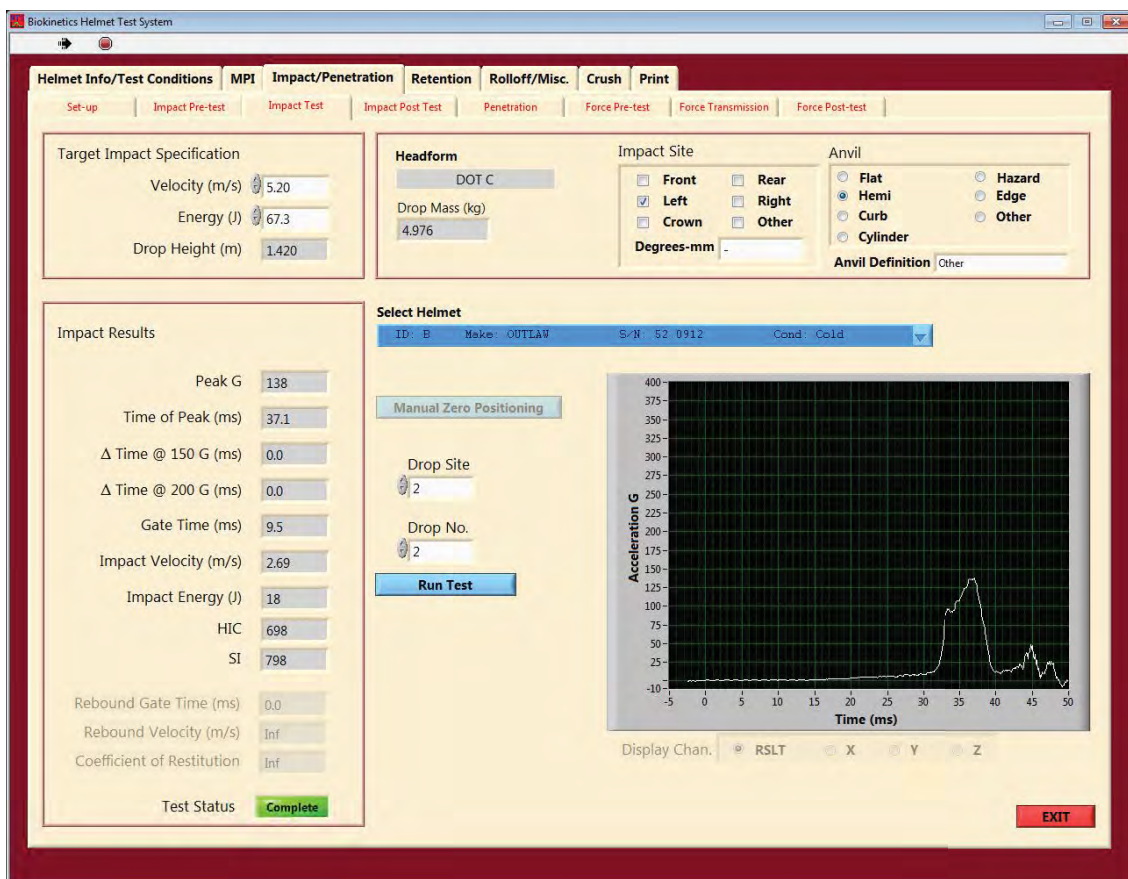 Biokinetics Helmet Test System
Helmet Info/Test Conditions MPI Impact/Penetration Retention Rolloff/Misc. Crush Print
Set-up Impact Pre-test Impact Test Impact Post Test Penetration Force Pre-test Force Transmission Force Post-test
Target Impact Specification
Velocity (m/s) 5.20
Energy (J) 67.3
Drop Height (m) 1.420
Headform
DOT C
Drop Mass (kg)
4.976
Impact Site
Front Rear
Left Right
Crown Other
Degrees-mm -
Anvil
Flat Hazard
Hemi Edge
Curb Other
Cylinder
Anvil Definition Other
Impact Results
Peak G 138
Time of Peak (ms) 37.1
Δ Time @ 150 G (ms) 0.0
Δ Time @ 200 G (ms) 0.0
Gate Time (ms) 9.5
Impact Velocity (m/s) 2.69
Impact Energy (J) 18
HIC 698
SI 798
Rebound Gate Time (ms) 0.0
Rebound Velocity (m/s) Inf
Coefficient of Restitution Inf
Test Status Complete
Select Helmet
ID: B Make: OUTLAW S/N 52 0912 Cond: Cold
Manual Zero Positioning
Drop Site
2
Drop No.
2
Run Test
Acceleration G
400
375
350
325
300
275
250
225
200
175
150
125
100
75
50
25
-10
-5 0 5 10 15 20 25 30 35 40 45 50
Time (ms)
Display Chan. RSLT X Y Z
EXIT